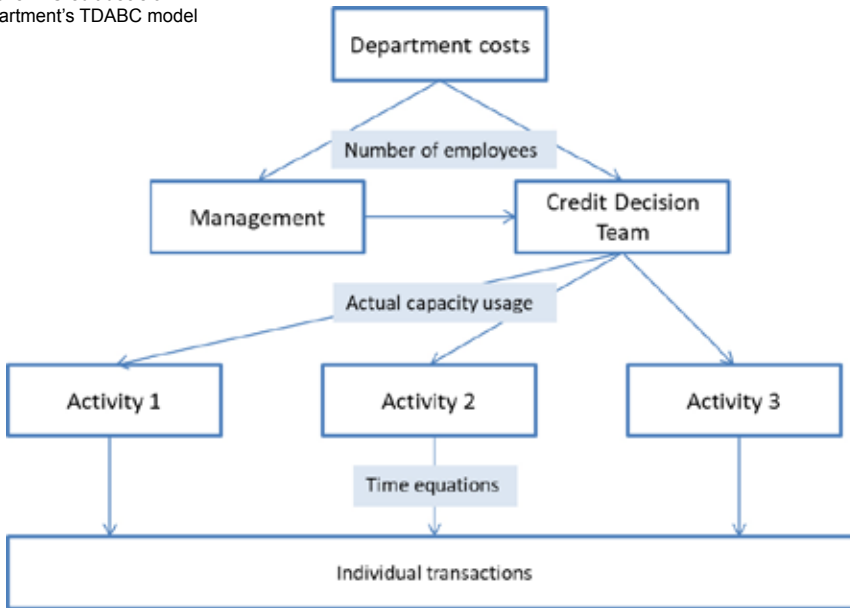 artment's TDABC model
Department costs
Number of employees
Management
Credit Decision
Team
Actual capacity usage
Activity 1
Activity 2
Activity 3
Time equations
Individual transactions